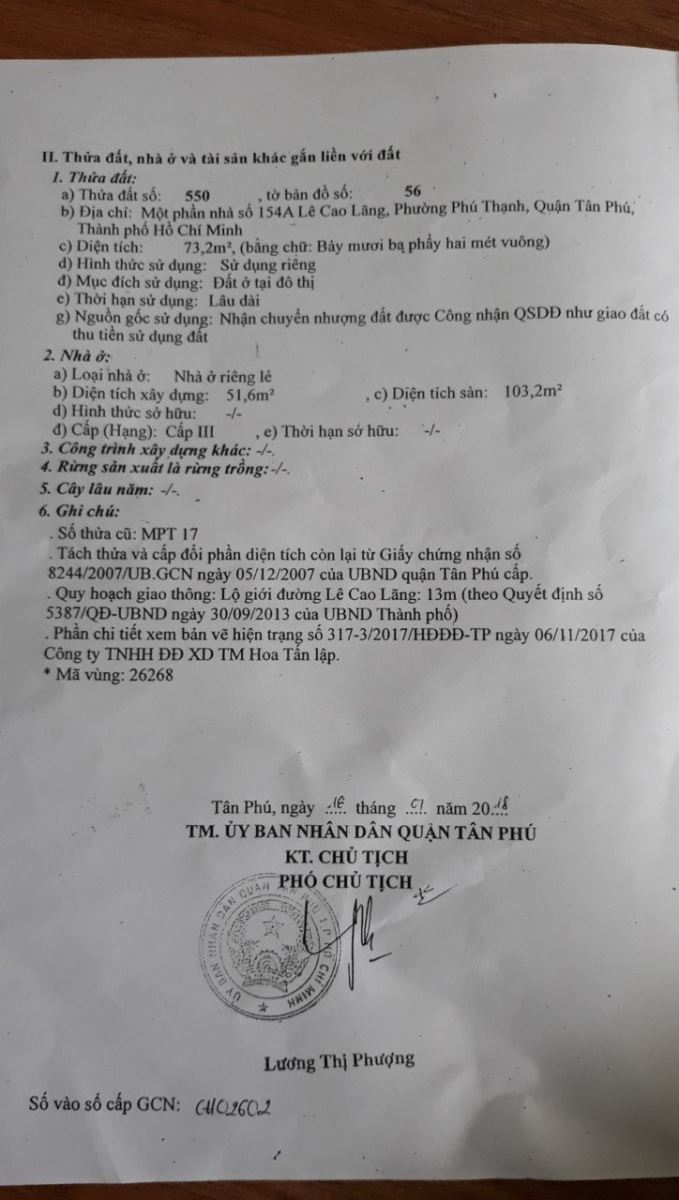 II. Thửa đất, nhà ở và tài sản khác gắn liền với đất
1. Thửa đất:
a) Thửa đất số: 550 , tờ bản đồ số: 56
b) Địa chỉ: Một phần nhà số 154A Lê Cao Lãng, Phường Phú Thạnh, Quận Tân Phú,
Thành phố Hồ Chí Minh
c) Diện tích: 73,2m², (bằng chữ: Bảy mươi ba phẩy hai mét vuông)
d) Hình thức sử dụng: Sử dụng riêng
đ) Mục đích sử dụng: Đất ở tại đô thị
e) Thời hạn sử dụng: Lâu dài
g) Nguồn gốc sử dụng: Nhận chuyển nhượng đất được Công nhận QSDĐ như giao đất có
thu tiền sử dụng đất
2. Nhà ở:
a) Loại nhà ở: Nhà ở riêng lẻ
b) Diện tích xây dựng: 51,6m² , c) Diện tích sàn: 103,2m²
d) Hình thức sở hữu: -/-
đ) Cấp (Hạng): Cấp III , e) Thời hạn sở hữu: -/-
3. Công trình xây dựng khác: -/-.
4. Rừng sản xuất là rừng trồng: -/-.
5. Cây lâu năm: -/-.
6. Ghi chú:
. Số thửa cũ: MPT 17
. Tách thửa và cấp đổi phần diện tích còn lại từ Giấy chứng nhận số
8244/2007/UB.GCN ngày 05/12/2007 của UBND quận Tân Phú cấp.
. Quy hoạch giao thông: Lộ giới đường Lê Cao Lãng: 13m (theo Quyết định số
5387/QĐ-UBND ngày 30/09/2013 của UBND Thành phố)
. Phần chi tiết xem bản vẽ hiện trạng số 317-3/2017/HĐĐĐ-TP ngày 06/11/2017 của
Công ty TNHH ĐĐ XD TM Hoa Tấn lập.
* Mã vùng: 26268
Tân Phú, ngày 16 tháng 01 năm 2018
TM. ỦY BAN NHÂN DÂN QUẬN TÂN PHÚ
KT. CHỦ TỊCH
PHÓ CHỦ TỊCH
ỦY BAN NHÂN DÂN QUẬN TÂN PHÚ T.P HỒ CHÍ MINH
Lương Thị Phượng
Số vào sổ cấp GCN: CH02602